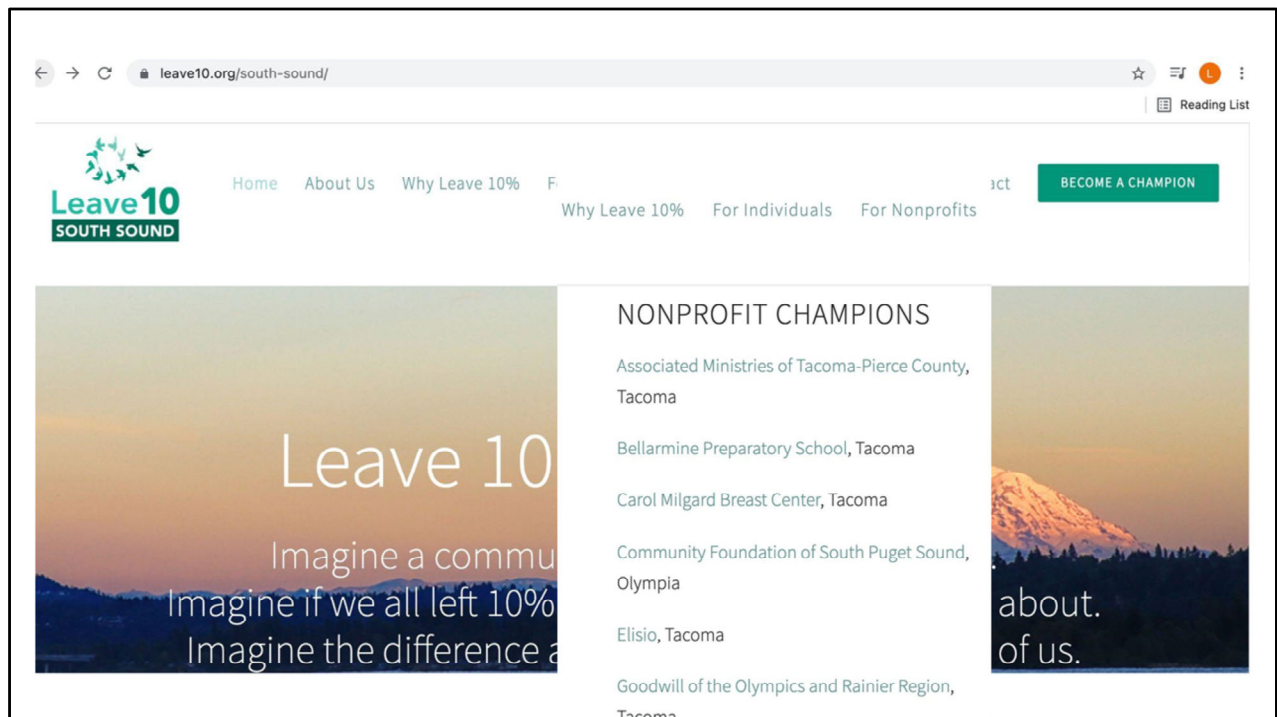 leave10.org/south-sound/
L
Reading List
Leave10
SOUTH SOUND
Home About Us Why Leave 10%
BECOME A CHAMPION
Why Leave 10% For Individuals For Nonprofits
NONPROFIT CHAMPIONS
Associated Ministries of Tacoma-Pierce County,
Tacoma
Bellarmine Preparatory School, Tacoma
Carol Milgard Breast Center, Tacoma
Community Foundation of South Puget Sound,
Olympia
Elisio, Tacoma
Goodwill of the Olympics and Rainier Region,
Tacoma
Leave 10
Imagine a commu
Imagine if we all left 10% about.
Imagine the difference of us.